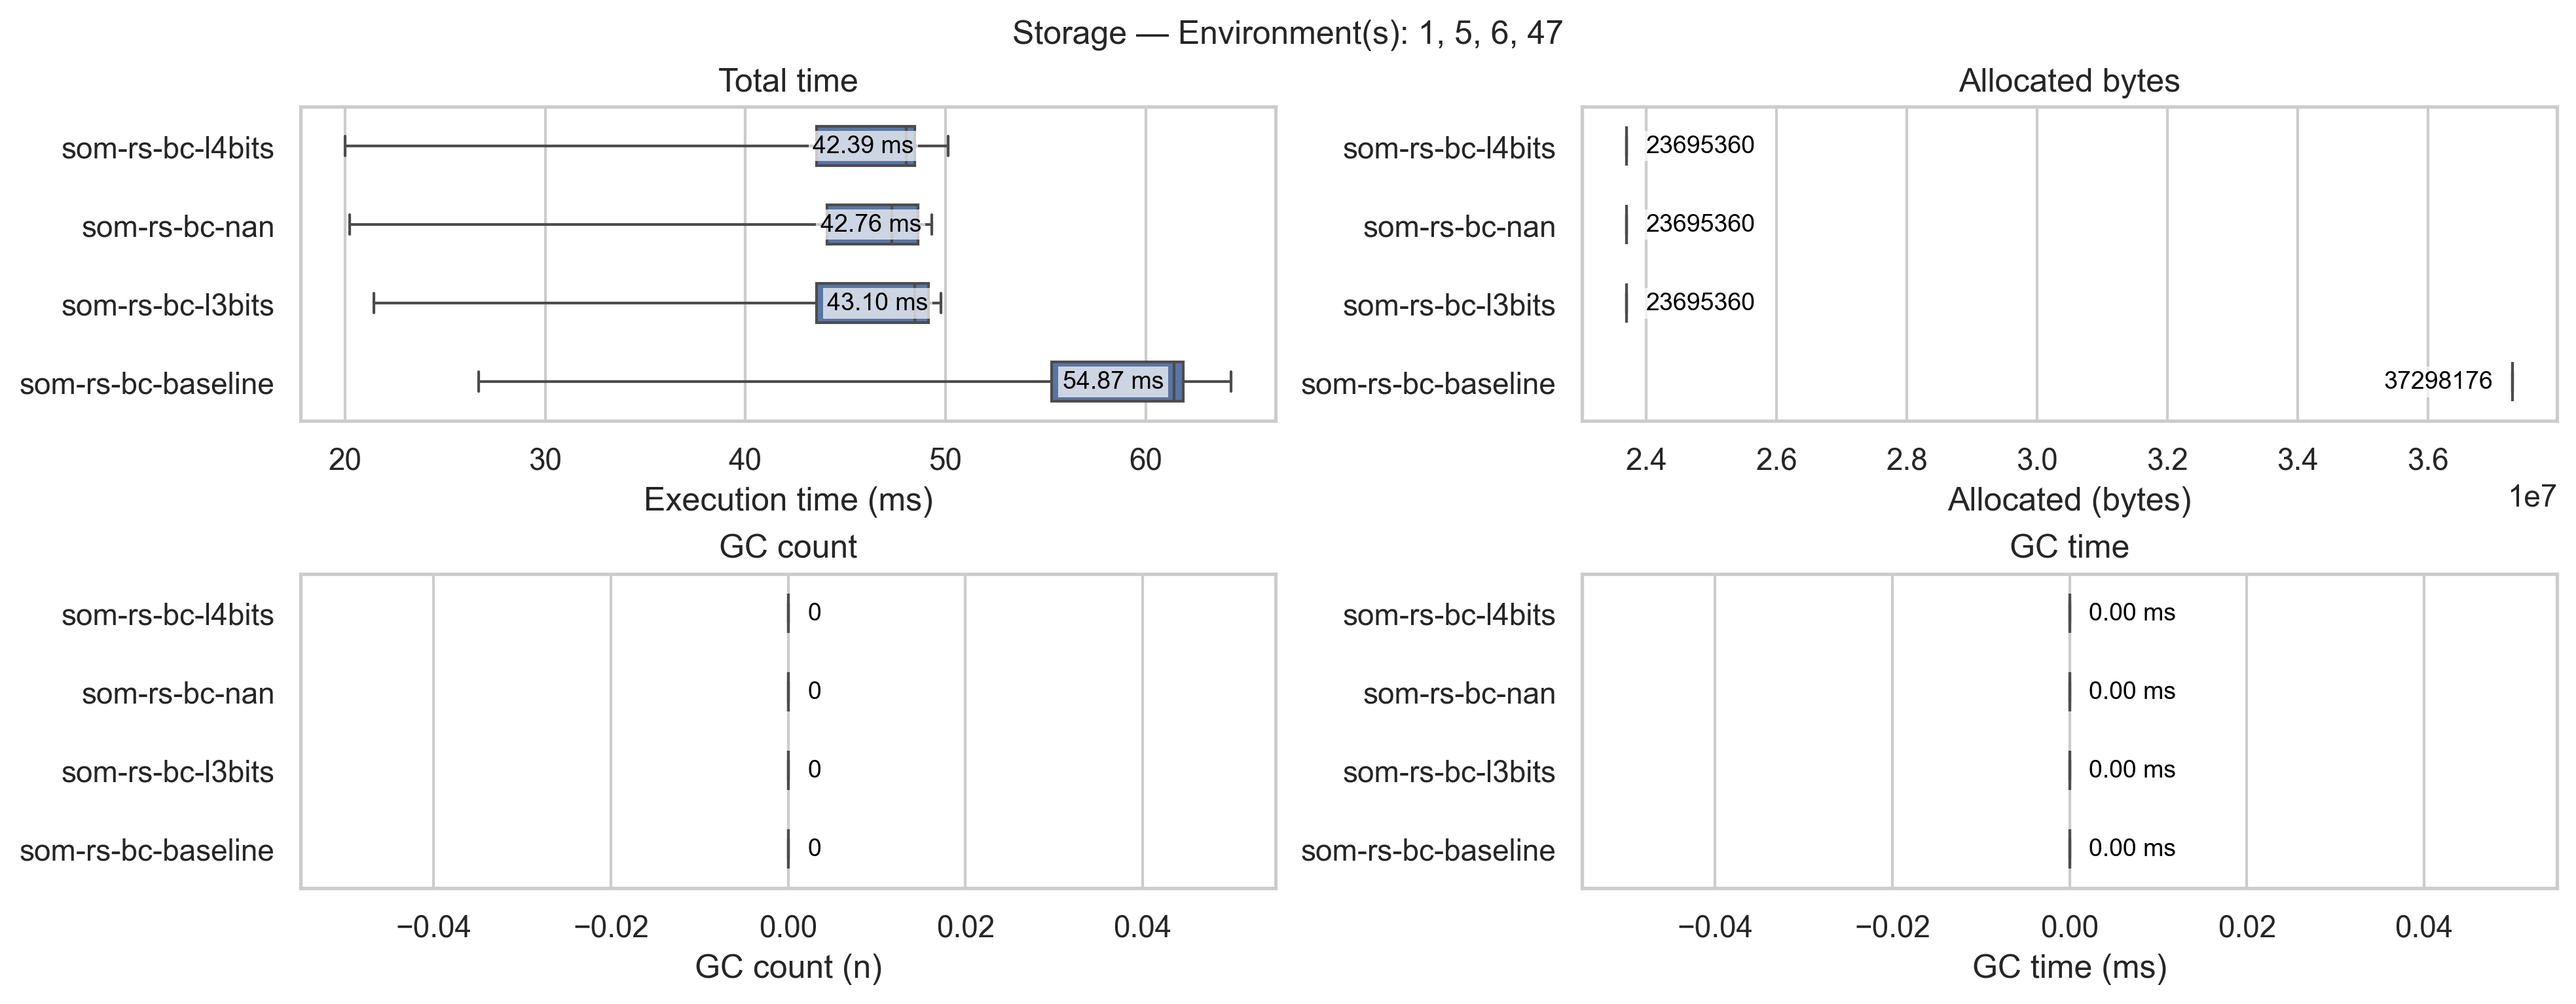 Storage — Environment(s): 1, 5, 6, 47
Total time
som-rs-bc-l4bits
42.39 ms
som-rs-bc-nan
42.76 ms
som-rs-bc-l3bits
43.10 ms
som-rs-bc-baseline
54.87 ms
20 30 40 50 60
Execution time (ms)
Allocated bytes
som-rs-bc-l4bits
23695360
som-rs-bc-nan
23695360
som-rs-bc-l3bits
23695360
som-rs-bc-baseline
37298176
2.4 2.6 2.8 3.0 3.2 3.4 3.6
1e7
Allocated (bytes)
GC count
som-rs-bc-l4bits
0
som-rs-bc-nan
0
som-rs-bc-l3bits
0
som-rs-bc-baseline
0
−0.04 −0.02 0.00 0.02 0.04
GC count (n)
GC time
som-rs-bc-l4bits
0.00 ms
som-rs-bc-nan
0.00 ms
som-rs-bc-l3bits
0.00 ms
som-rs-bc-baseline
0.00 ms
−0.04 −0.02 0.00 0.02 0.04
GC time (ms)